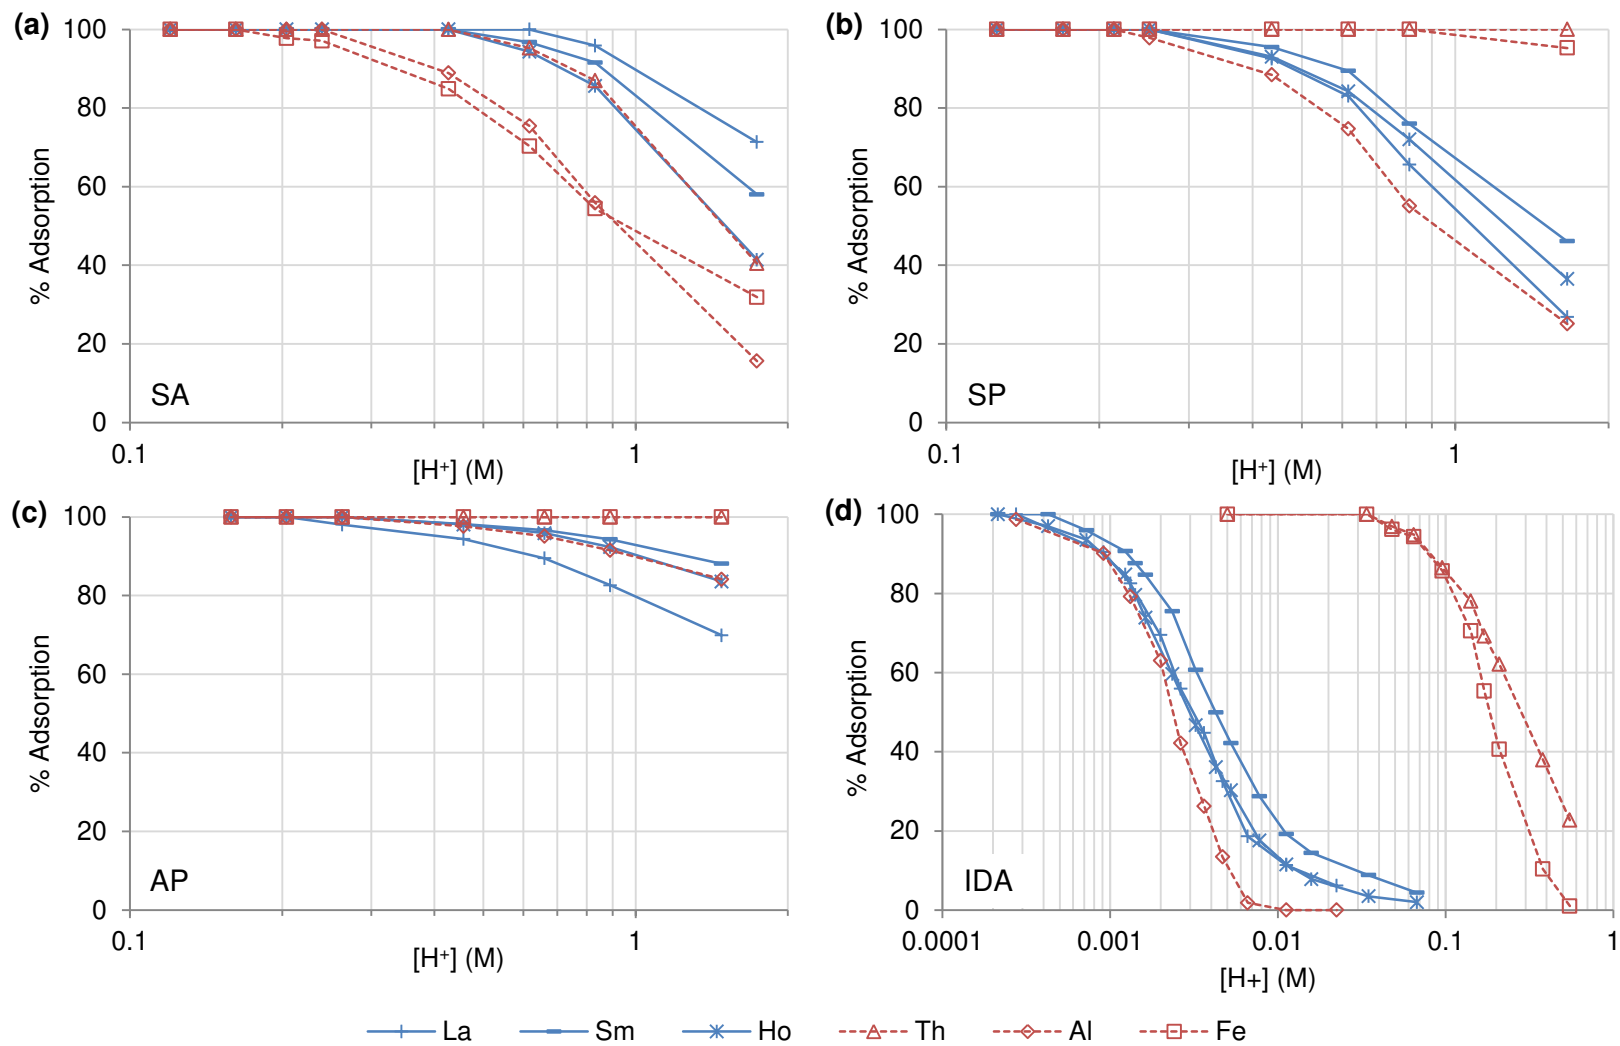 (a)
100
80
60
40
20
0
% Adsorption
SA
0.1
1
[H⁺] (M)
(b)
100
80
60
40
20
0
% Adsorption
SP
0.1
1
[H⁺] (M)
(c)
100
80
60
40
20
0
% Adsorption
AP
0.1
1
[H⁺] (M)
(d)
100
80
60
40
20
0
% Adsorption
IDA
0.0001
0.001
0.01
0.1
1
[H+] (M)
La Sm Ho Th Al Fe